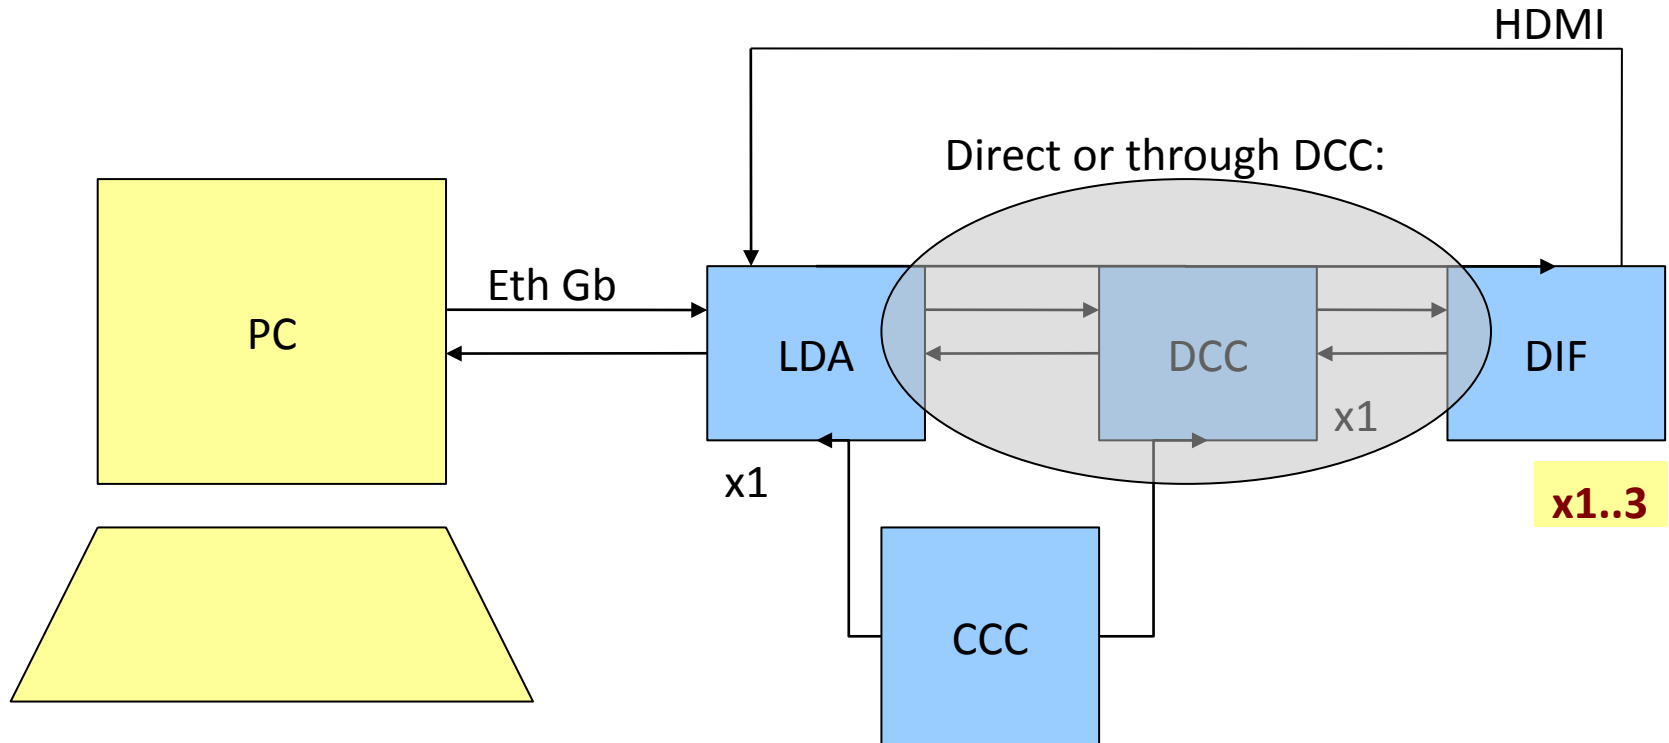 HDMI
Direct or through DCC:
Eth Gb
PC
LDA
DCC
DIF
x1
x1
x1..3
CCC